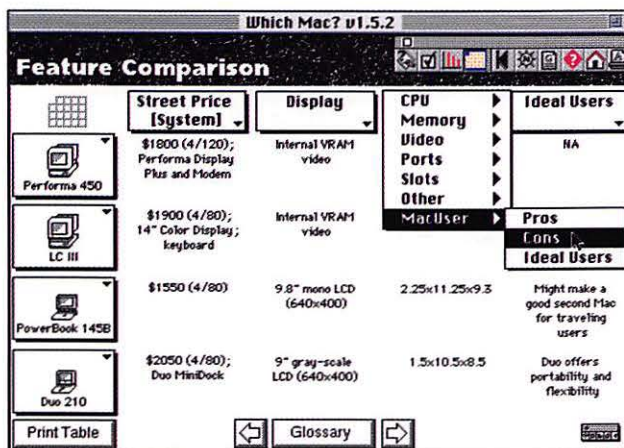 Which Mac? v1.5.2
Feature Comparison
Street Price
[System]
Display
CPU
Memory
Video
Ports
Slots
Other
MacUser
Pros
Cons
Ideal Users
Ideal Users
Performa 450
$1800 (4/120);
Performa Display
Plus and Modem
Internal VRAM
video
NA
LC III
$1900 (4/80);
14" Color Display;
keyboard
Internal VRAM
video
PowerBook 145B
$1550 (4/80)
9.8" mono LCD
(640x400)
2.25x11.25x9.3
Might make a
good second Mac
for traveling
users
Duo 210
$2050 (4/80);
Duo MiniDock
9" gray-scale
LCD (640x400)
1.5x10.5x8.5
Duo offers
portability and
flexibility
Print Table
Glossary